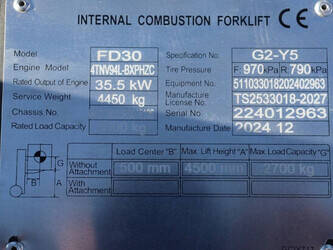 INTERNAL COMBUSTION FORKLIFT CE
Model FD30 Specification No. G2-Y5
Engine Model 4TNV94L-BXPHZC Tire Pressure F: 970 kPa R: 790 kPa
Rated Output of Engine 35.5 kW Equipment No. 511033018202402963
Service Weight 4450 kg Manufacture License No. TS2533018-2027
Chassis No. Serial No. 224012963
Rated Load Capacity kg Manufacture Date 2024 12
Load Center "B" Max. Lift Height "A" Max. Load Capacity "G"
Without Attachment 500 mm 4500 mm 2700 kg
With Attachment
G
B
A